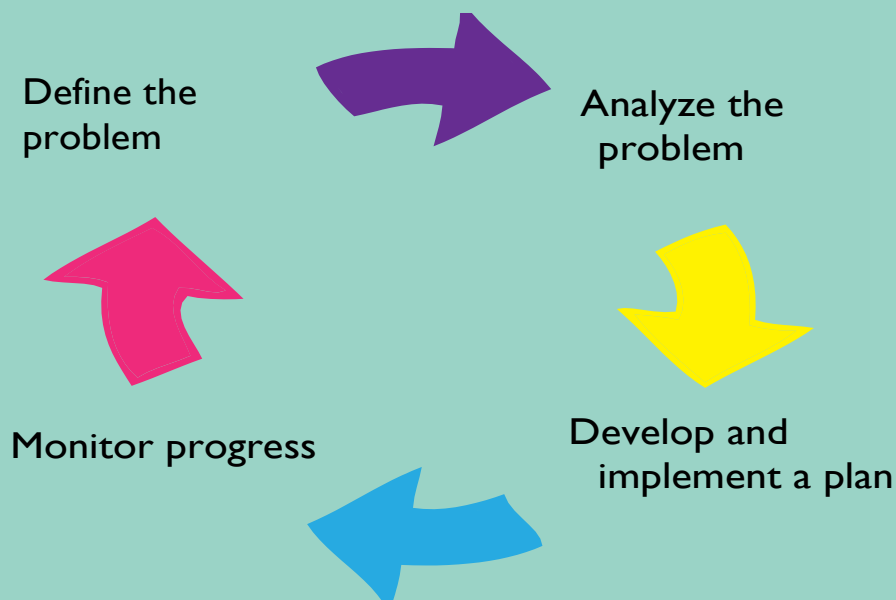 Define the
problem
Analyze the
problem
Develop and
implement a plan
Monitor progress